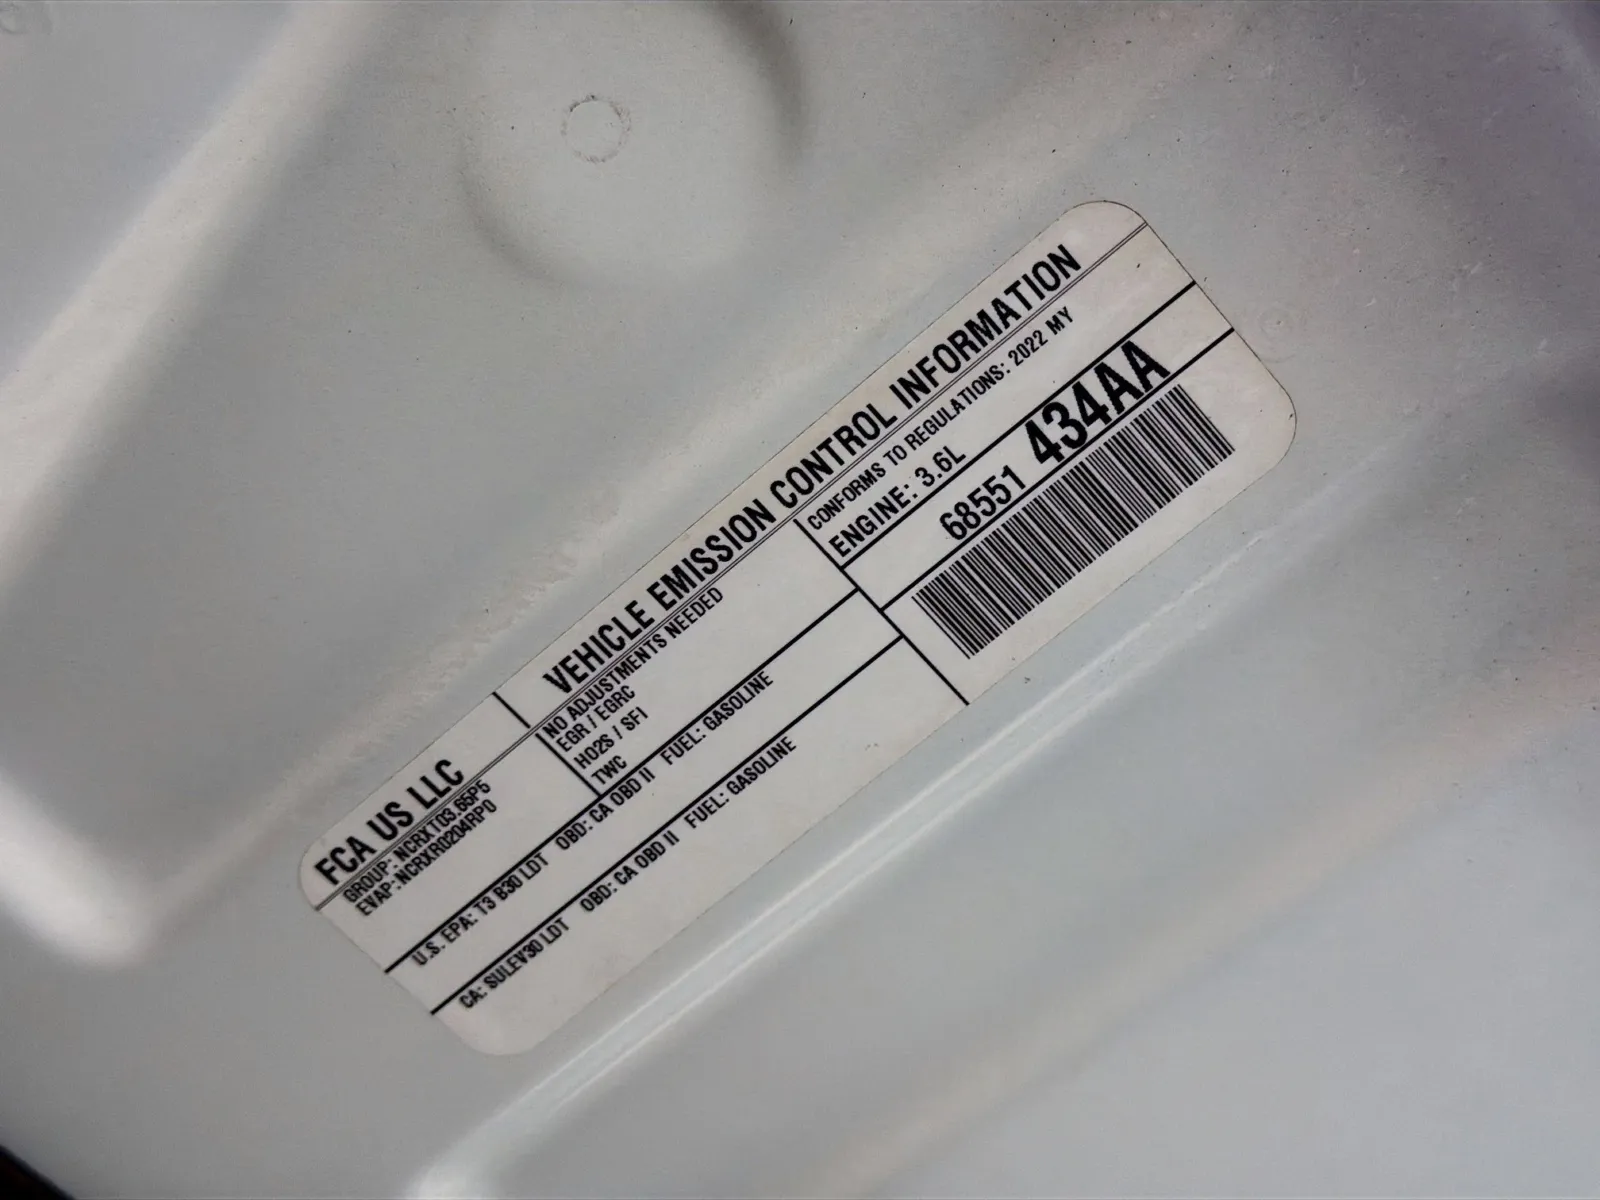 FCA US LLC
VEHICLE EMISSION CONTROL INFORMATION
GROUP: NCRXT03.65P5
EVAP: NCRXR0204RP0
NO ADJUSTMENTS NEEDED
EGR / EGRC
HO2S / SFI
TWC
CONFORMS TO REGULATIONS: 2022 MY
ENGINE: 3.6L
68551 434AA
U.S. EPA: T3 B30 LDT OBD: CA OBD II FUEL: GASOLINE
CA: SULEV30 LDT OBD: CA OBD II FUEL: GASOLINE